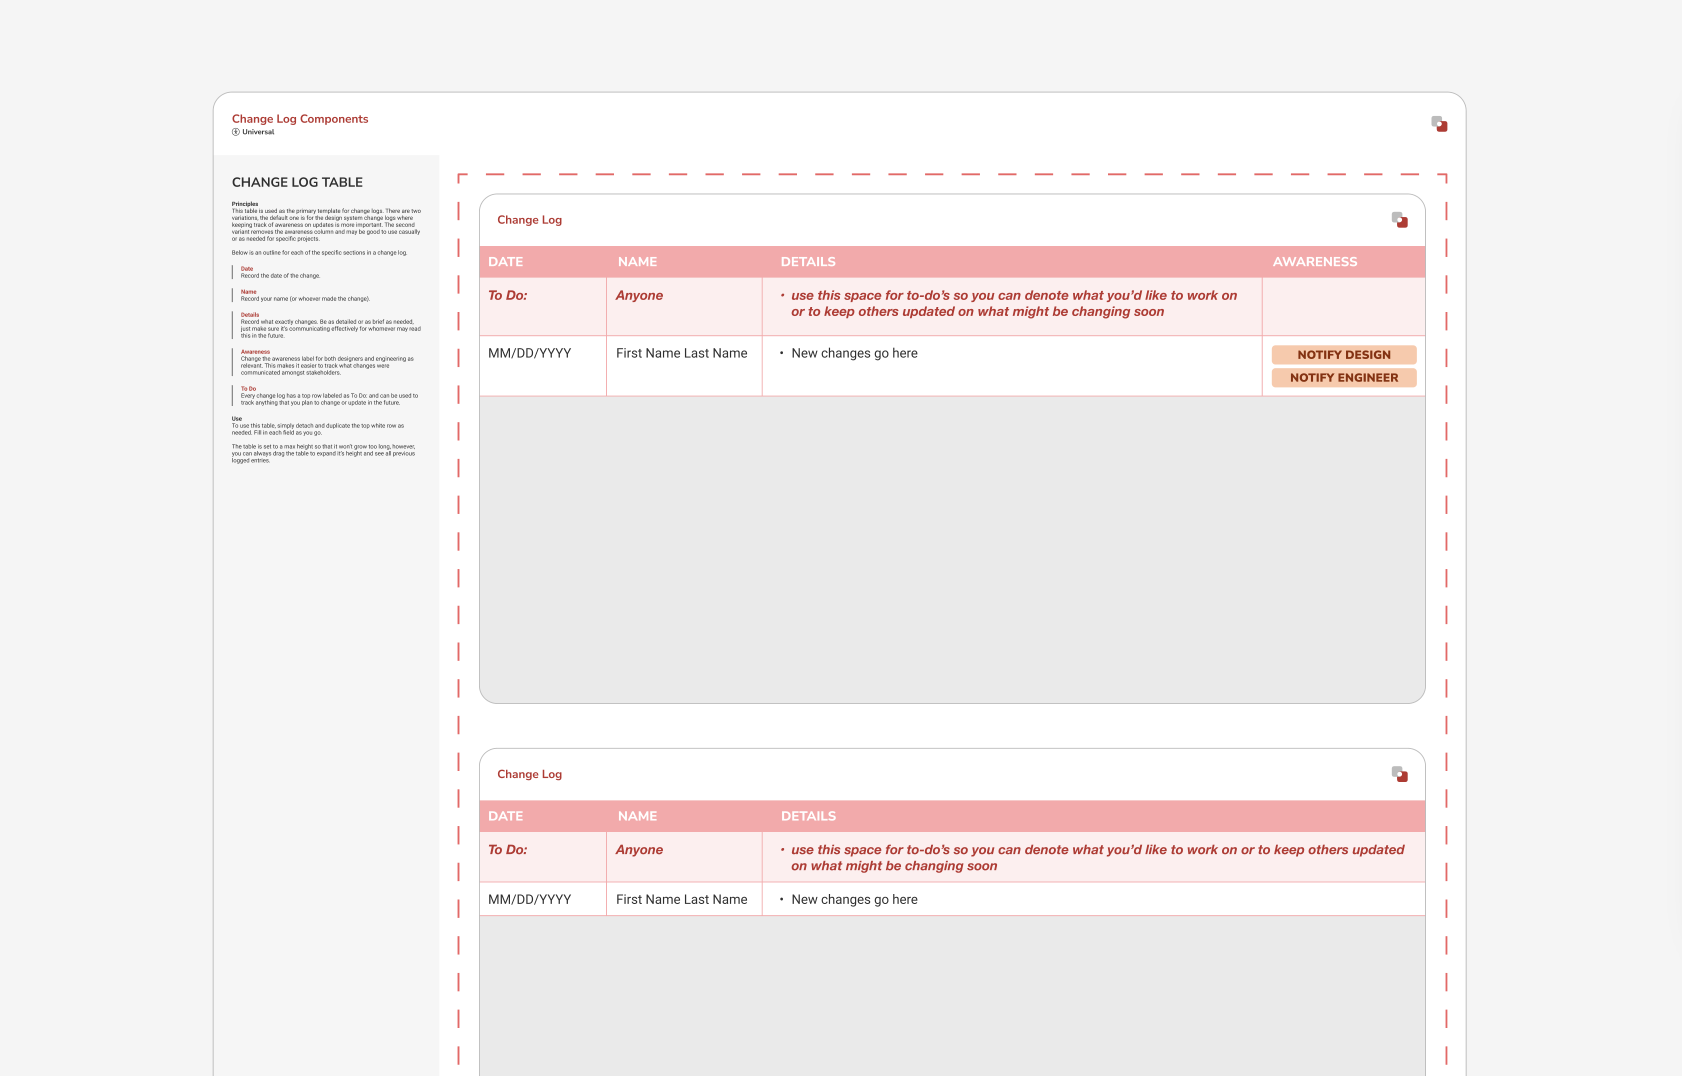 Change Log Components
Universal
CHANGE LOG TABLE
Principles
This table is used as the primary template for change logs. There are two
variations, the default one is for the design system change logs where
keeping track of awareness on updates is more important. The second
variant removes the awareness column and may be good to use casually
or as needed for specific projects.
Below is an outline for each of the specific sections in a change log.
Date
Record the date of the change.
Name
Record your name (or whoever made the change).
Details
Record what exactly changes. Be as detailed or as brief as needed,
just make sure it's communicating effectively for whomever may read
this in the future.
Awareness
Change the awareness label for both designers and engineering as
relevant. This makes it easier to track what changes were
communicated amongst stakeholders.
To Do
Every change log has a top row labeled as To Do: and can be used to
track anything that you plan to change or update in the future.
Use
To use this table, simply detach and duplicate the top white row as
needed. Fill in each field as you go.
The table is set to a max height so that it won't grow too long, however,
you can always drag the table to expand it's height and see all previous
logged entries.
Change Log
DATE NAME DETAILS AWARENESS
To Do: Anyone • use this space for to-do's so you can denote what you'd like to work on
or to keep others updated on what might be changing soon
MM/DD/YYYY First Name Last Name • New changes go here NOTIFY DESIGN
NOTIFY ENGINEER
Change Log
DATE NAME DETAILS
To Do: Anyone • use this space for to-do's so you can denote what you'd like to work on or to keep others updated
on what might be changing soon
MM/DD/YYYY First Name Last Name • New changes go here